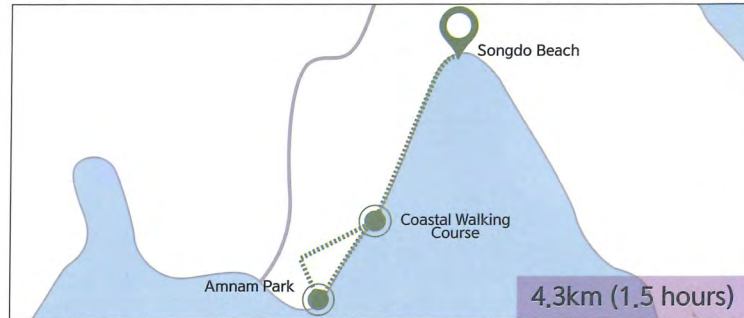 Songdo Beach
Coastal Walking
Course
Amnam Park
4.3km (1.5 hours)